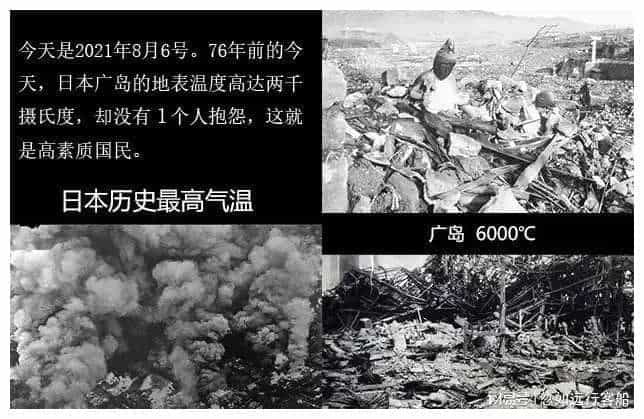 今天是2021年8月6号。76年前的今
天，日本广岛的地表温度高达两千
摄氏度，却没有1个人抱怨，这就
是高素质国民。
日本历史最高气温
广岛 6000℃